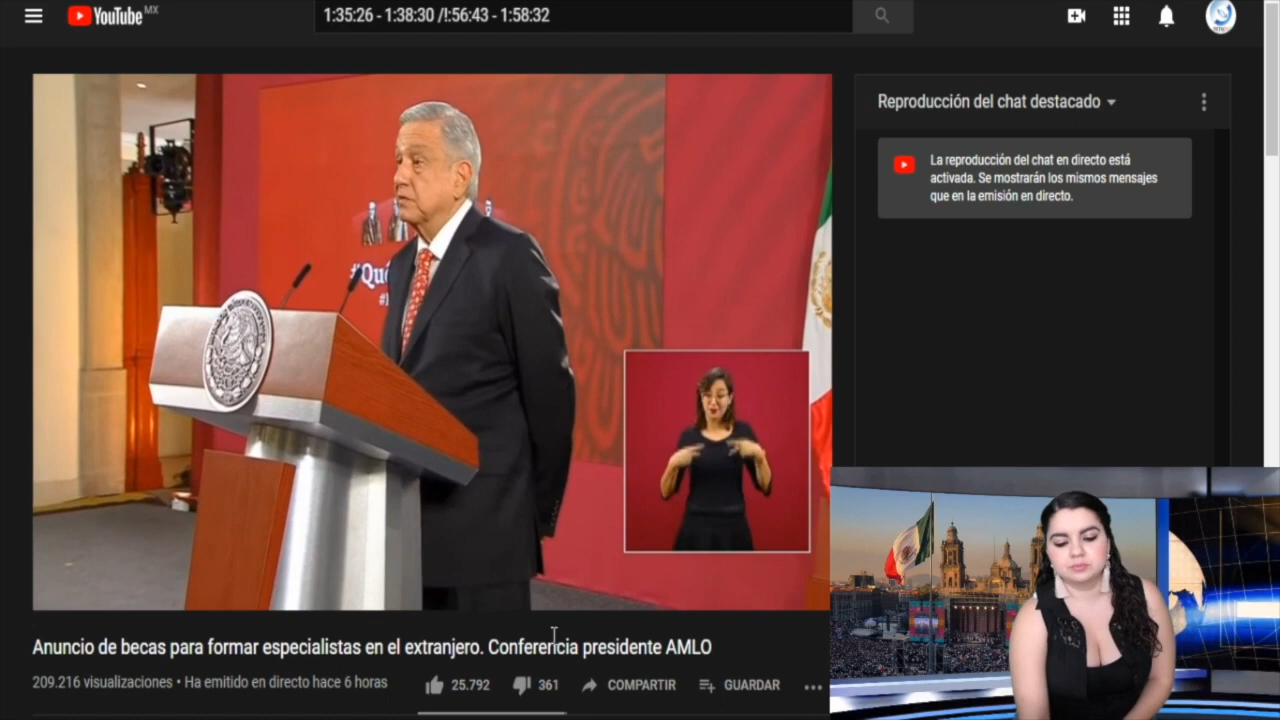 YouTube MX
1:35:26 - 1:38:30 /!:56:43 - 1:58:32
Reproducción del chat destacado
La reproducción del chat en directo está
activada. Se mostrarán los mismos mensajes
que en la emisión en directo.
#Qué
Anuncio de becas para formar especialistas en el extranjero. Conferencia presidente AMLO
209.216 visualizaciones • Ha emitido en directo hace 6 horas
25.792
361
COMPARTIR
GUARDAR